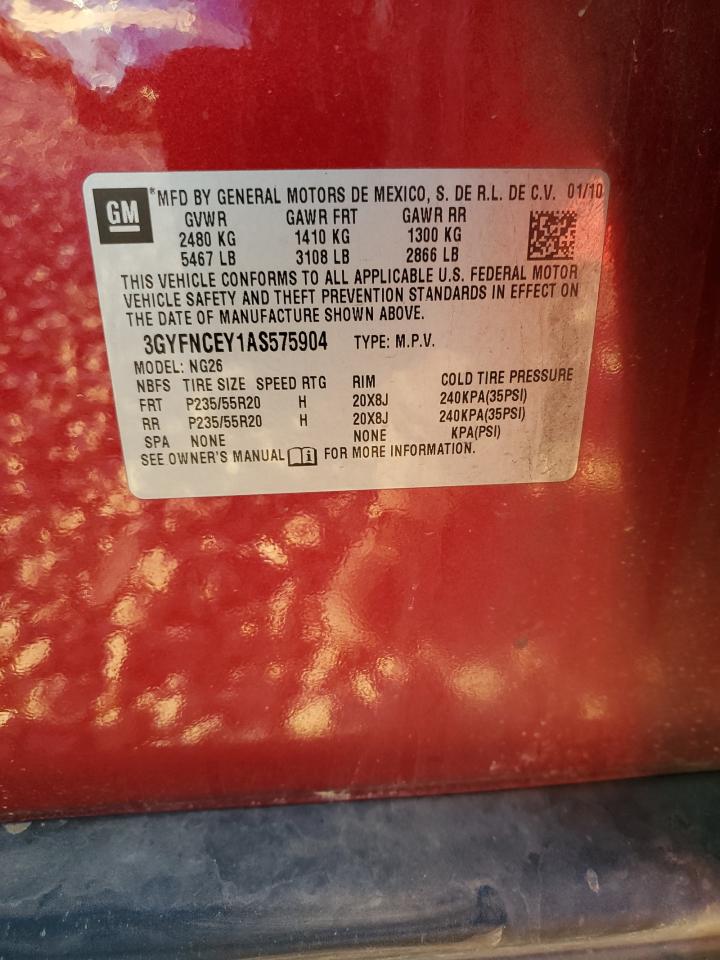 GM *MFD BY GENERAL MOTORS DE MEXICO, S. DE R.L. DE C.V. 01/10
GVWR GAWR FRT GAWR RR
2480 KG 1410 KG 1300 KG
5467 LB 3108 LB 2866 LB
THIS VEHICLE CONFORMS TO ALL APPLICABLE U.S. FEDERAL MOTOR
VEHICLE SAFETY AND THEFT PREVENTION STANDARDS IN EFFECT ON
THE DATE OF MANUFACTURE SHOWN ABOVE.
3GYFNCEY1AS575904 TYPE: M.P.V.
MODEL: NG26
NBFS TIRE SIZE SPEED RTG RIM COLD TIRE PRESSURE
FRT P235/55R20 H 20X8J 240KPA(35PSI)
RR P235/55R20 H 20X8J 240KPA(35PSI)
SPA NONE NONE KPA(PSI)
SEE OWNER'S MANUAL i FOR MORE INFORMATION.